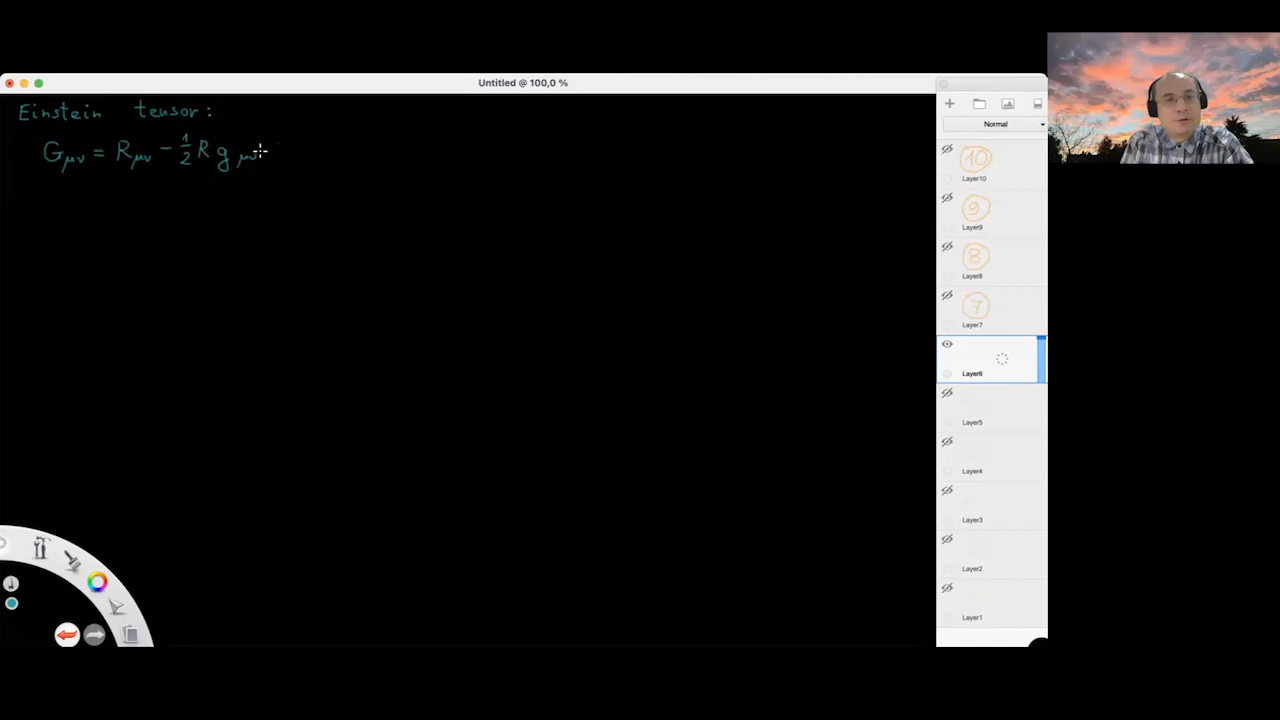 Untitled @ 100,0 %
Einstein tensor:
Gμν = Rμν − 1/2 R g μν
Normal
10
Layer10
9
Layer9
8
Layer8
7
Layer7
Layer6
Layer5
Layer4
Layer3
Layer2
Layer1